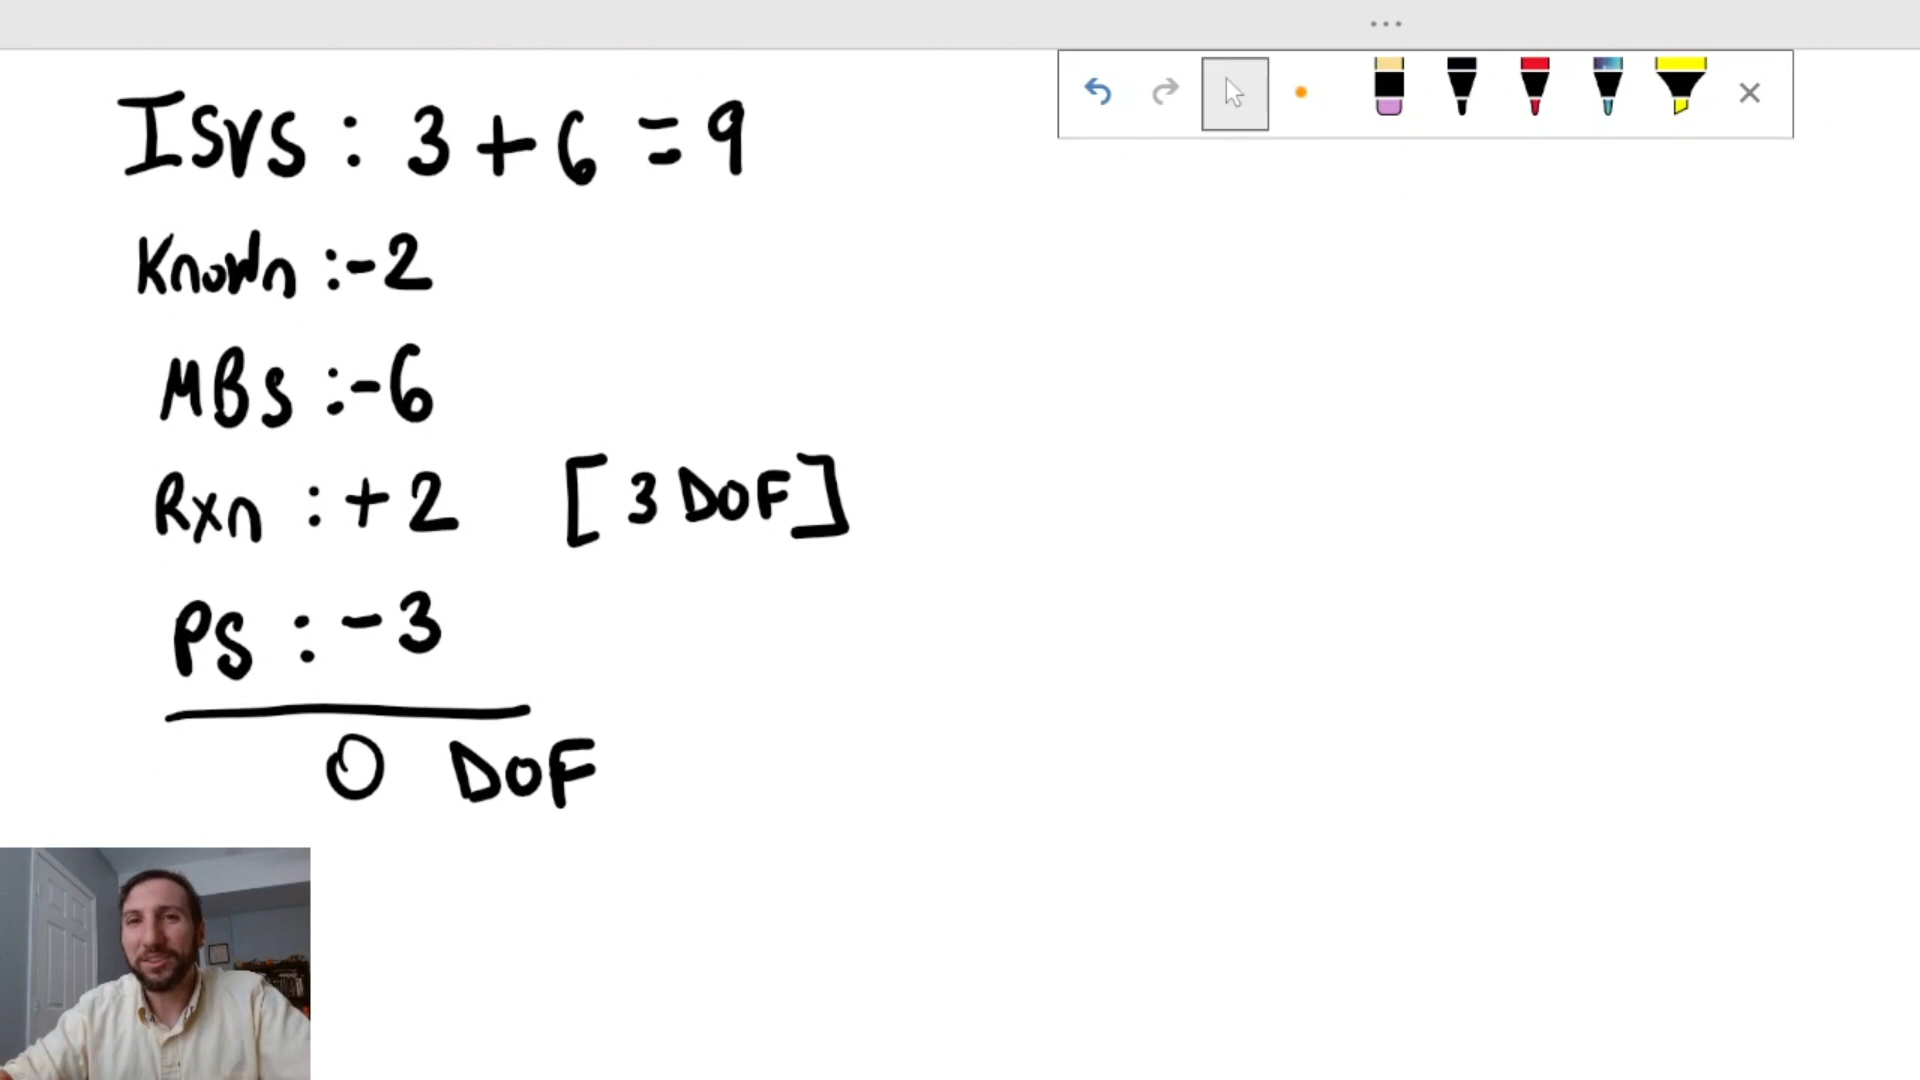 ISVS : 3 + 6 = 9
Known : - 2
MBS : - 6
Rxn : + 2 [ 3 DOF ]
PS : - 3
0 DOF